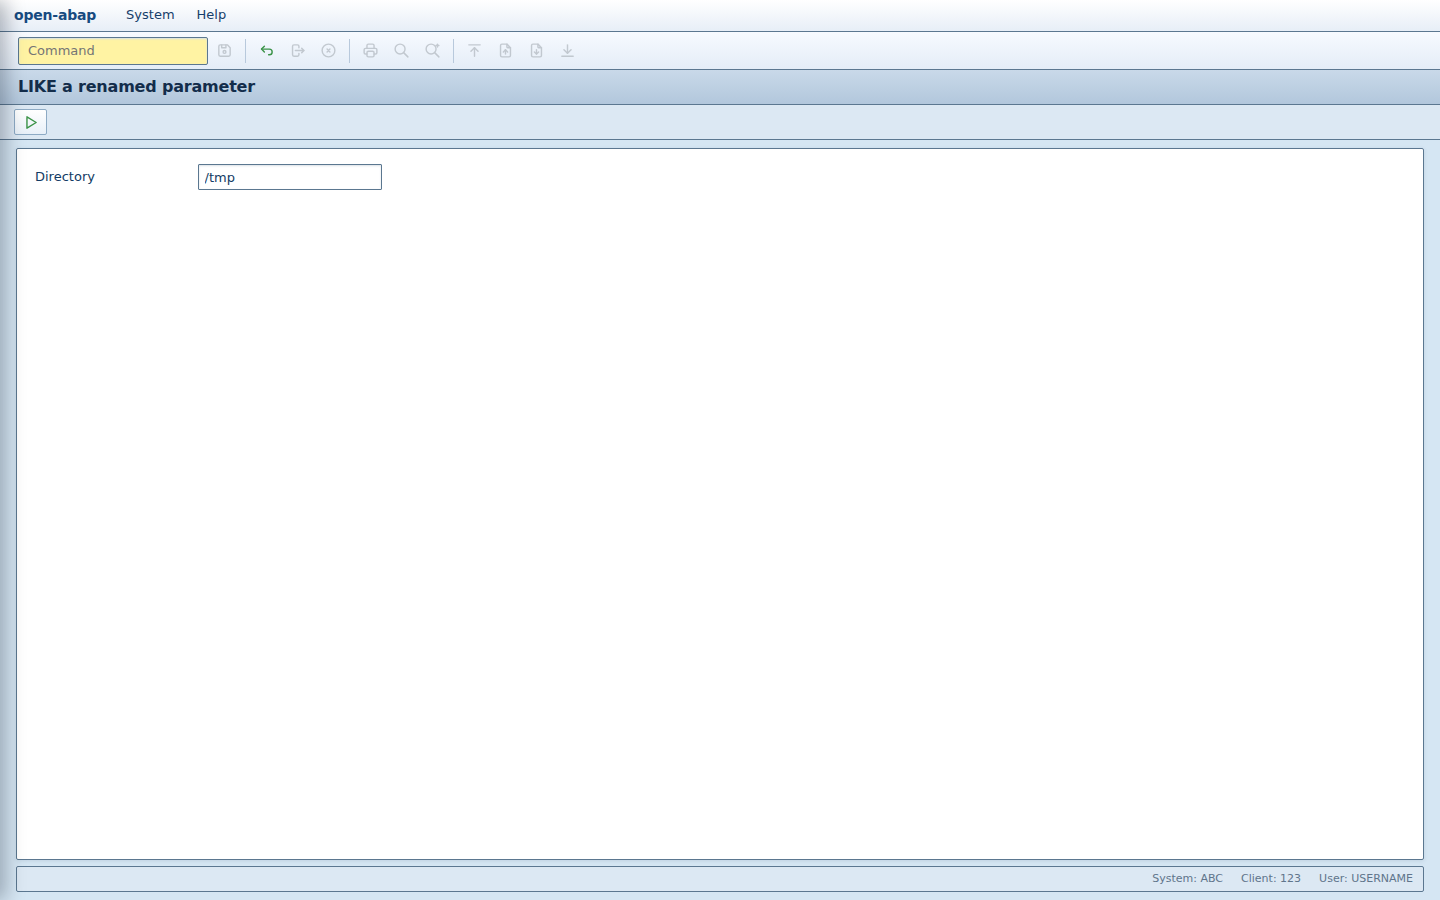 open-abap System Help
Command
LIKE a renamed parameter
Directory /tmp
System: ABC Client: 123 User: USERNAME